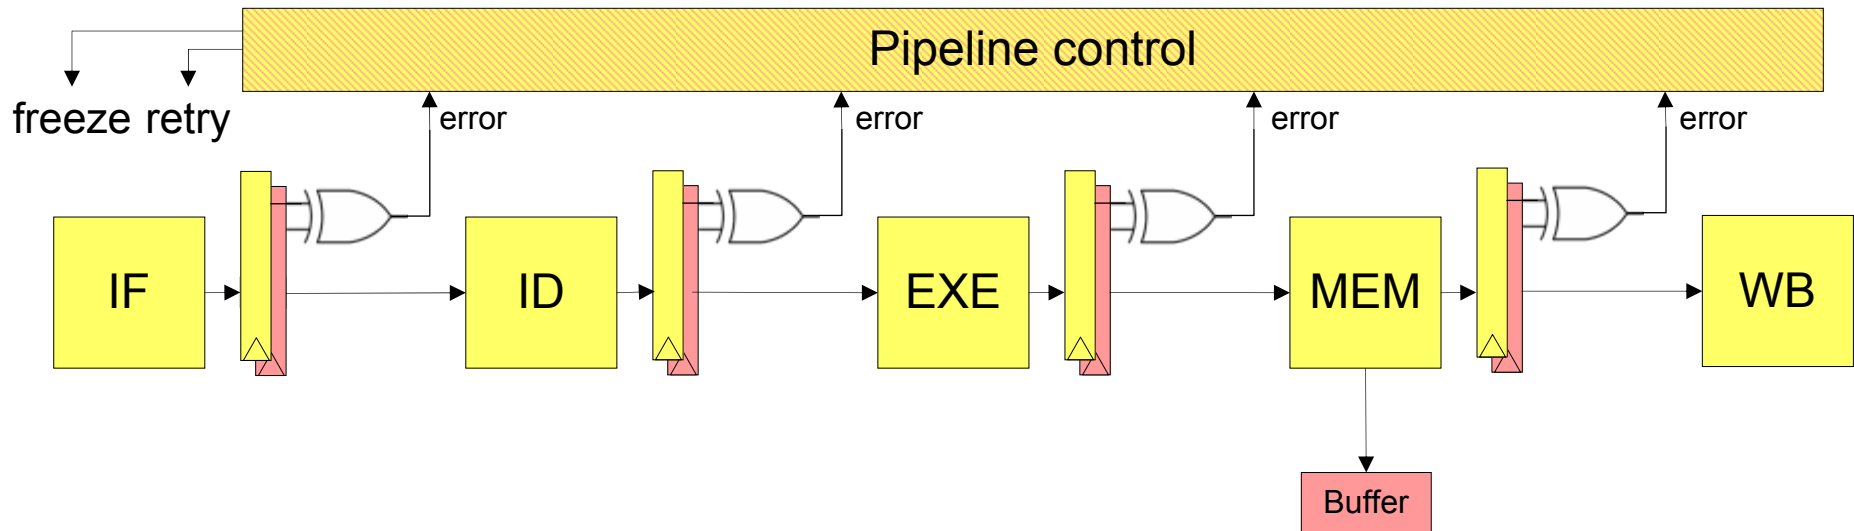 Pipeline control
freeze retry
error
error
error
error
IF
ID
EXE
MEM
WB
Buffer